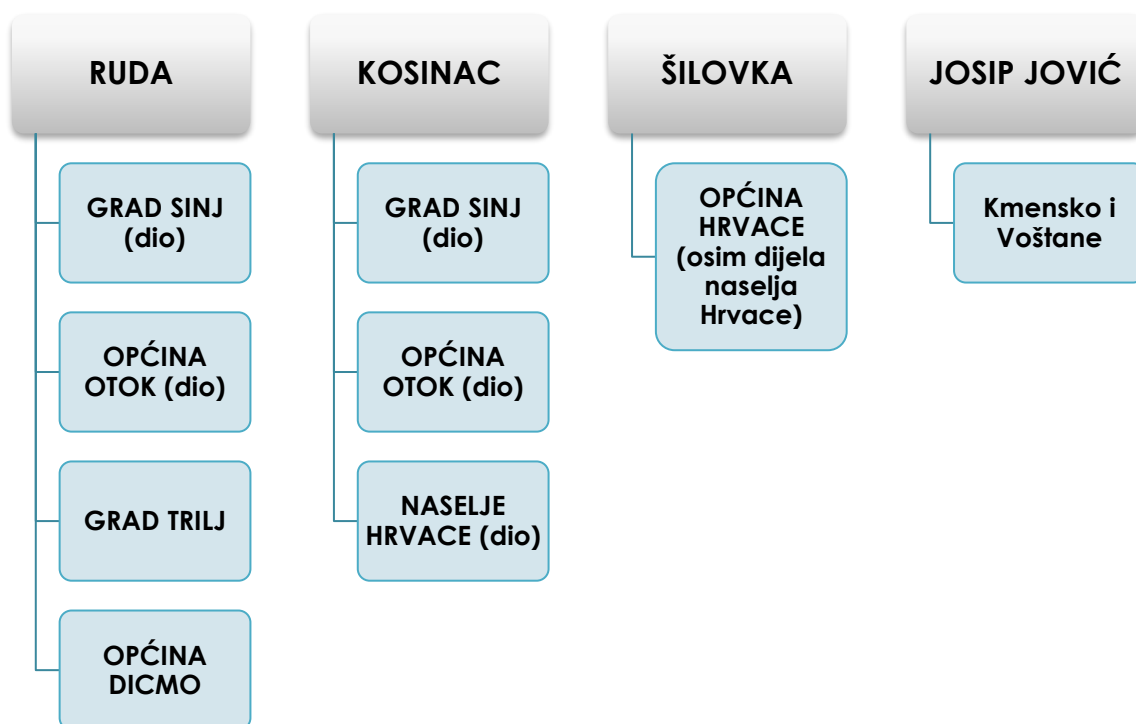 RUDA
GRAD SINJ
(dio)
OPĆINA
OTOK (dio)
GRAD TRILJ
OPĆINA
DICMO
KOSINAC
GRAD SINJ
(dio)
OPĆINA
OTOK (dio)
NASELJE
HRVACE (dio)
ŠILOVKA
OPĆINA
HRVACE
(osim dijela
naselja
Hrvace)
JOSIP JOVIĆ
Kmensko i
Voštane